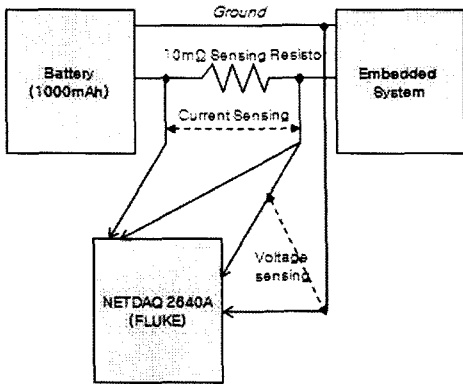 Ground
10mΩ Sensing Resisto
Battery
(1000mAh)
Embedded
System
Current Sensing
Voltage
sensing
NETDAQ 2640A
(FLUKE)